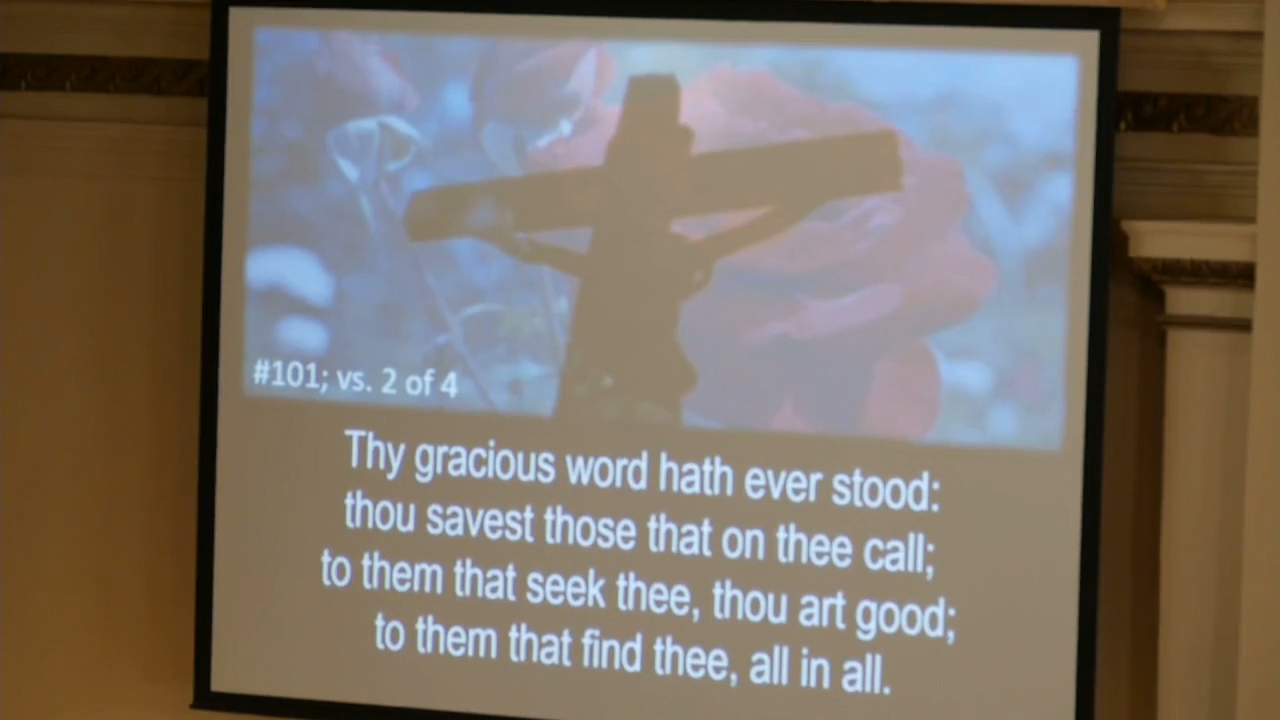 #101; vs. 2 of 4
Thy gracious word hath ever stood:
thou savest those that on thee call;
to them that seek thee, thou art good;
to them that find thee, all in all.